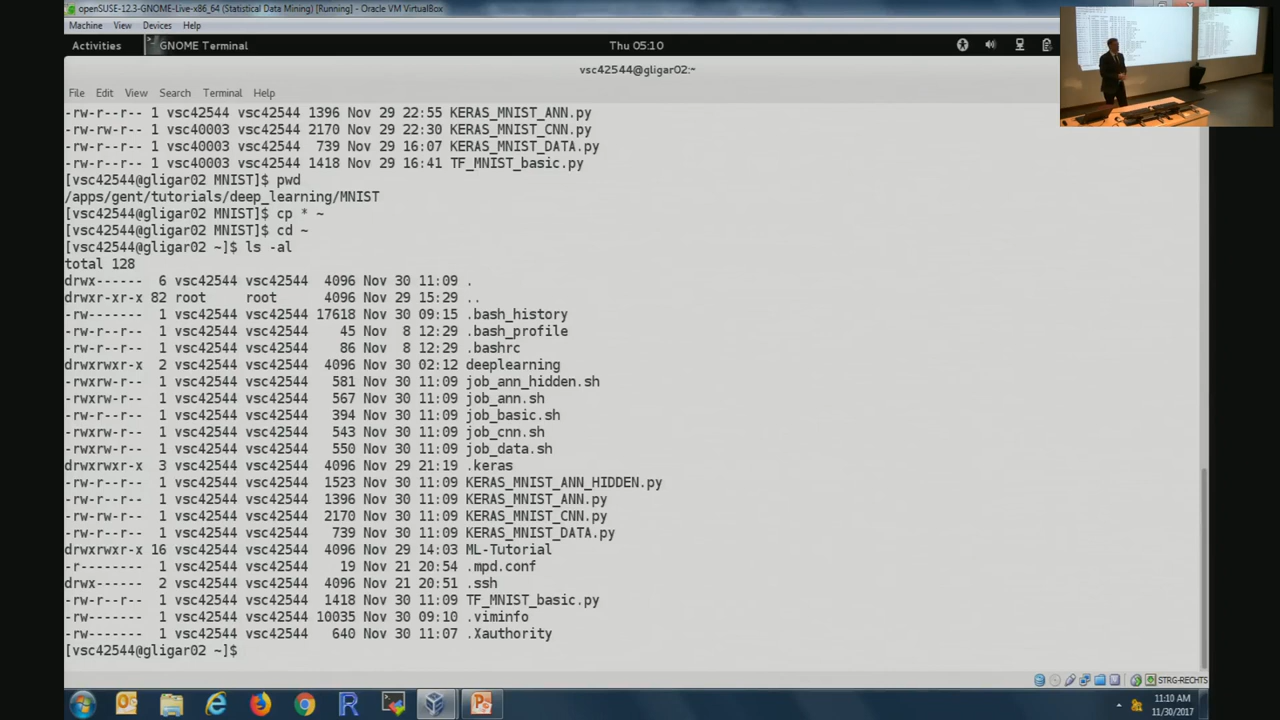 openSUSE-12.3-GNOME-Live-x86_64 (Statistical Data Mining) [Running] - Oracle VM VirtualBox
Machine View Devices Help
Activities GNOME Terminal Thu 05:10
vsc42544@gligar02:~
File Edit View Search Terminal Help
-rw-r--r-- 1 vsc42544 vsc42544 1396 Nov 29 22:55 KERAS_MNIST_ANN.py
-rw-r--r-- 1 vsc40003 vsc40003 2170 Nov 29 22:30 KERAS_MNIST_CNN.py
-rw-r--r-- 1 vsc40003 vsc40003 739 Nov 29 16:07 KERAS_MNIST_DATA.py
-rw-r--r-- 1 vsc40003 vsc40003 1418 Nov 29 16:41 TF_MNIST_basic.py
[vsc42544@gligar02 MNIST]$ pwd
/apps/gent/tutorials/deep_learning/MNIST
[vsc42544@gligar02 MNIST]$ cp * ~
[vsc42544@gligar02 MNIST]$ cd ~
[vsc42544@gligar02 ~]$ ls -al
total 128
drwx------ 6 vsc42544 vsc42544 4096 Nov 30 11:09 .
drwxr-xr-x 82 root root 4096 Nov 29 15:29 ..
-rw------- 1 vsc42544 vsc42544 17618 Nov 30 09:15 .bash_history
-rw-r--r-- 1 vsc42544 vsc42544 45 Nov 8 12:29 .bash_profile
-rw-r--r-- 1 vsc42544 vsc42544 86 Nov 8 12:29 .bashrc
drwxrwxr-x 2 vsc42544 vsc42544 4096 Nov 30 02:12 deeplearning
-rwxrw-r-- 1 vsc42544 vsc42544 581 Nov 30 11:09 job_ann_hidden.sh
-rwxrw-r-- 1 vsc42544 vsc42544 567 Nov 30 11:09 job_ann.sh
-rwxrw-r-- 1 vsc42544 vsc42544 394 Nov 30 11:09 job_basic.sh
-rwxrw-r-- 1 vsc42544 vsc42544 543 Nov 30 11:09 job_cnn.sh
-rwxrw-r-- 1 vsc42544 vsc42544 550 Nov 30 11:09 job_data.sh
drwxrwxr-x 3 vsc42544 vsc42544 4096 Nov 29 21:19 .keras
-rw-r--r-- 1 vsc42544 vsc42544 1523 Nov 30 11:09 KERAS_MNIST_ANN_HIDDEN.py
-rw-r--r-- 1 vsc42544 vsc42544 1396 Nov 30 11:09 KERAS_MNIST_ANN.py
-rw-r--r-- 1 vsc42544 vsc42544 2170 Nov 30 11:09 KERAS_MNIST_CNN.py
-rw-r--r-- 1 vsc42544 vsc42544 739 Nov 30 11:09 KERAS_MNIST_DATA.py
drwxrwxr-x 16 vsc42544 vsc42544 4096 Nov 29 14:03 ML-Tutorial
-r-------- 1 vsc42544 vsc42544 19 Nov 21 20:54 .mpd.conf
drwx------ 2 vsc42544 vsc42544 4096 Nov 21 20:51 .ssh
-rw-r--r-- 1 vsc42544 vsc42544 1418 Nov 30 11:09 TF_MNIST_basic.py
-rw------- 1 vsc42544 vsc42544 10035 Nov 30 09:10 .viminfo
-rw------- 1 vsc42544 vsc42544 640 Nov 30 11:07 .Xauthority
[vsc42544@gligar02 ~]$
STRG-RECHTS
11:10 AM
11/30/2017